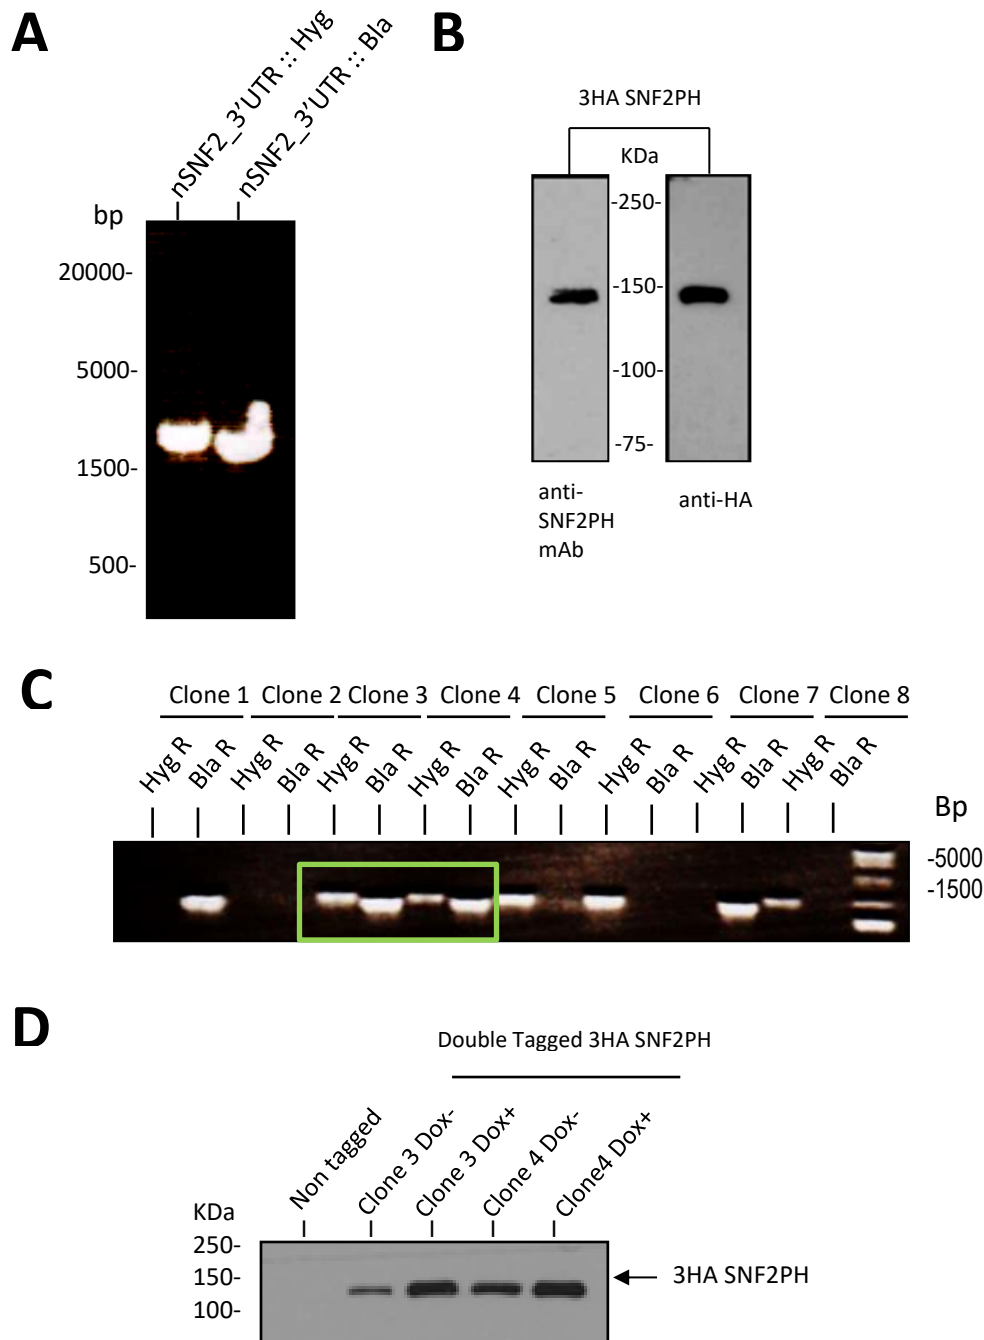 A
nSNF2_3’UTR :: Hyg
nSNF2_3’UTR :: Bla
bp
20000-
5000-
1500-
500-
B
3HA SNF2PH
KDa
-250-
-150-
-100-
-75-
anti-
SNF2PH
mAb
anti-HA
C
Clone 1 Clone 2 Clone 3 Clone 4 Clone 5 Clone 6 Clone 7 Clone 8
Hyg R Bla R Hyg R Bla R Hyg R Bla R Hyg R Bla R Hyg R Bla R Hyg R Bla R Hyg R Bla R Hyg R Bla R
Bp
-5000
-1500
D
Double Tagged 3HA SNF2PH
Non tagged
Clone 3 Dox-
Clone 3 Dox+
Clone 4 Dox-
Clone4 Dox+
KDa
250-
150-
100-
3HA SNF2PH